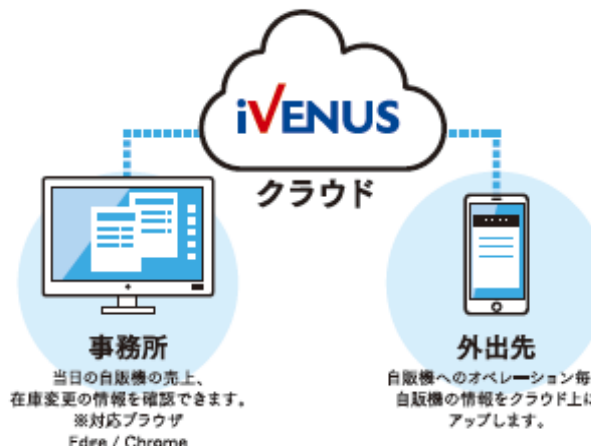 iVENUS
クラウド
事務所
当日の自販機の売上、
在庫変更の情報を確認できます。
※対応ブラウザ
Edge / Chrome
外出先
自販機へのオペレーション毎
自販機の情報をクラウド上に
アップします。